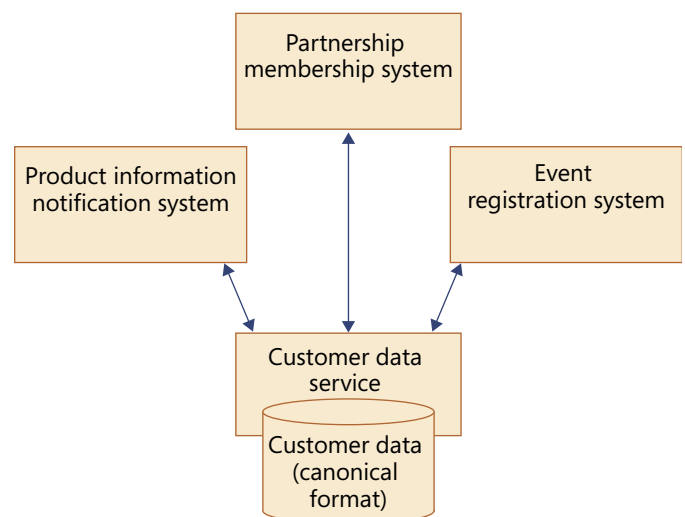 Partnership
membership system
Product information
notification system
Event
registration system
Customer data
service
Customer data
(canonical
format)